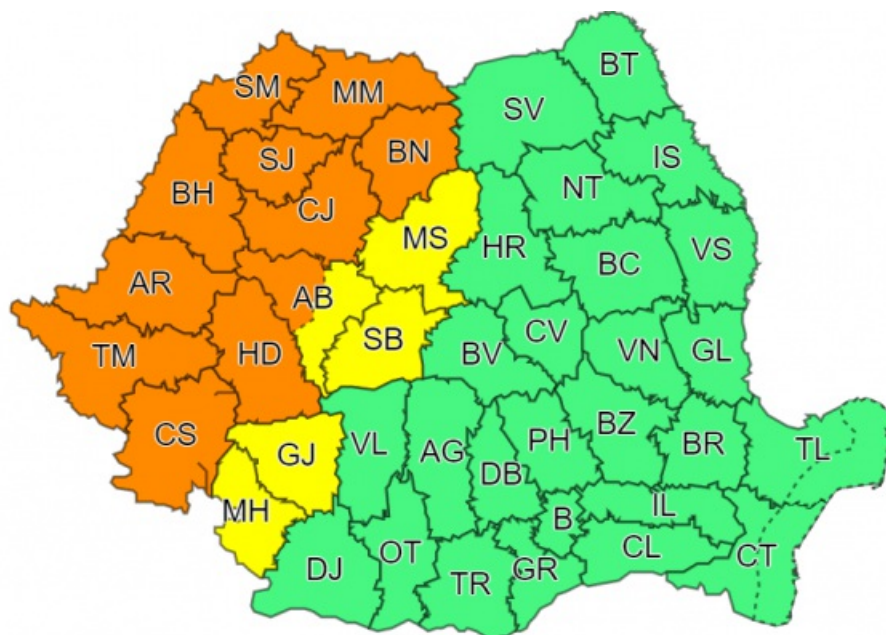 BT
SM
MM
SV
SJ
BN
IS
BH
NT
CJ
MS
HR
BC
VS
AR
AB
CV
TM
HD
SB
BV
VN
GL
CS
GJ
VL
AG
PH
BZ
BR
TL
DB
MH
B
IL
DJ
OT
TR
GR
CL
CT